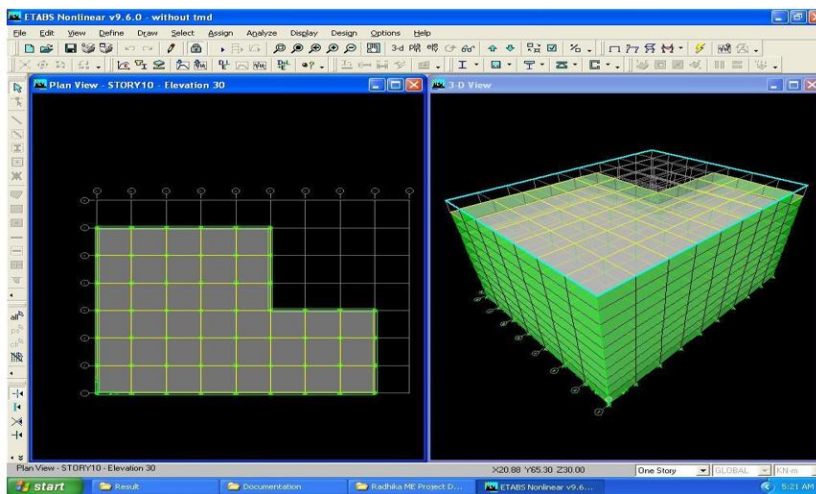 ETABS Nonlinear v9.6.0 - without tmd
File Edit View Define Draw Select Assign Analyze Display Design Options Help
3-d
Plan View - STORY10 - Elevation 30
3-D View
all
Plan View - STORY10 - Elevation 30
X20.88 Y65.30 Z30.00
One Story
GLOBAL
KN-m
start
Result
Documentation
Radhika ME Project D...
ETABS Nonlinear v9.6...
5:21 AM